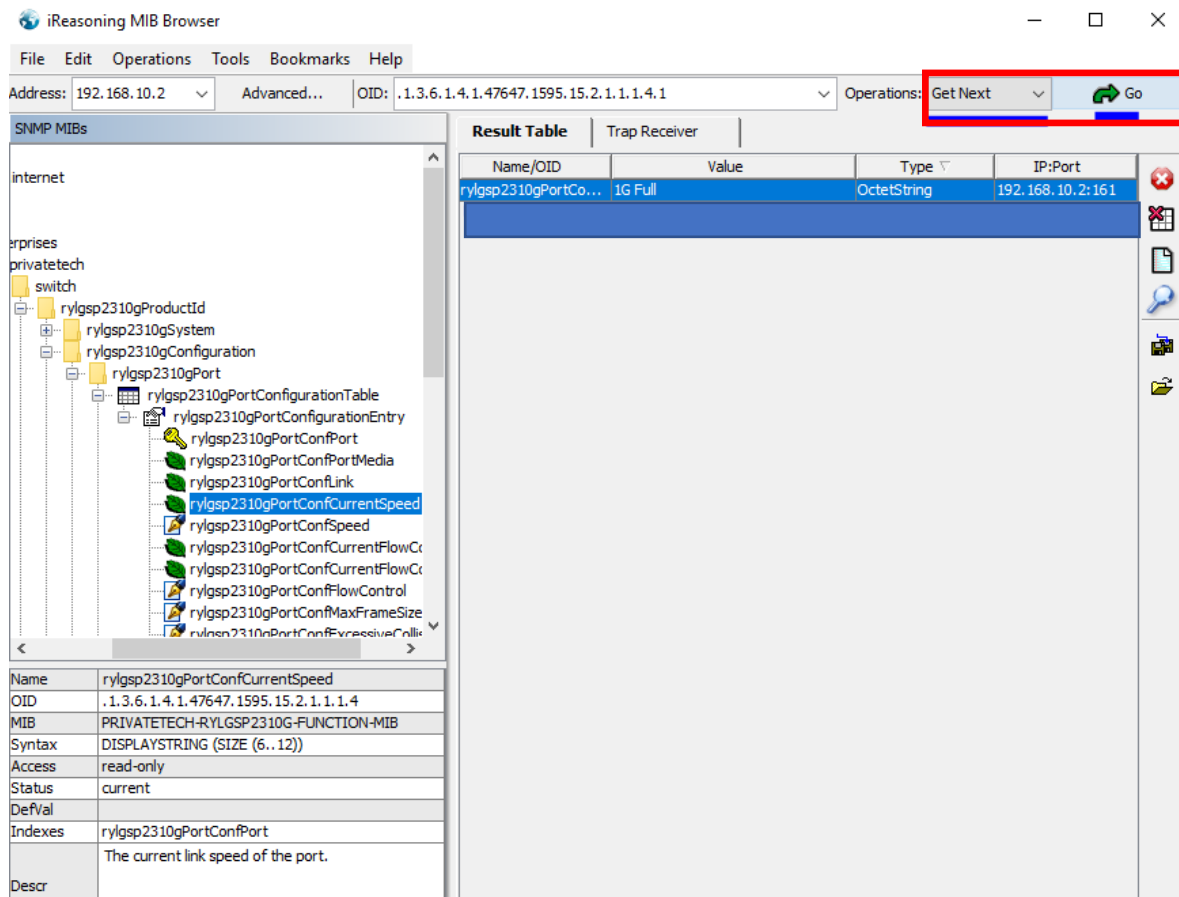 iReasoning MIB Browser
File Edit Operations Tools Bookmarks Help
Address: 192.168.10.2 Advanced... OID: .1.3.6.1.4.1.47647.1595.15.2.1.1.1.4.1 Operations: Get Next Go
SNMP MIBs
internet
erprises
privatetech
switch
rylgsp2310gProductId
rylgsp2310gSystem
rylgsp2310gConfiguration
rylgsp2310gPort
rylgsp2310gPortConfigurationTable
rylgsp2310gPortConfigurationEntry
rylgsp2310gPortConfPort
rylgsp2310gPortConfPortMedia
rylgsp2310gPortConfLink
rylgsp2310gPortConfCurrentSpeed
rylgsp2310gPortConfSpeed
rylgsp2310gPortConfCurrentFlowCo
rylgsp2310gPortConfCurrentFlowCo
rylgsp2310gPortConfFlowControl
rylgsp2310gPortConfMaxFrameSize
rylgsp2310gPortConfExcessiveCollis
Name rylgsp2310gPortConfCurrentSpeed
OID .1.3.6.1.4.1.47647.1595.15.2.1.1.1.4
MIB PRIVATETECH-RYLGSP2310G-FUNCTION-MIB
Syntax DISPLAYSTRING (SIZE (6..12))
Access read-only
Status current
DefVal
Indexes rylgsp2310gPortConfPort
The current link speed of the port.
Descr
Result Table Trap Receiver
Name/OID Value Type IP:Port
rylgsp2310gPortCo... 1G Full OctetString 192.168.10.2:161